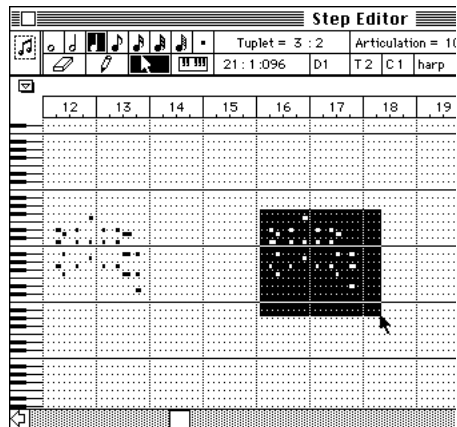 Step Editor
Tuplet = 3 : 2 Articulation = 10
21 : 1 : 096 D1 T 2 C 1 harp
12 13 14 15 16 17 18 19